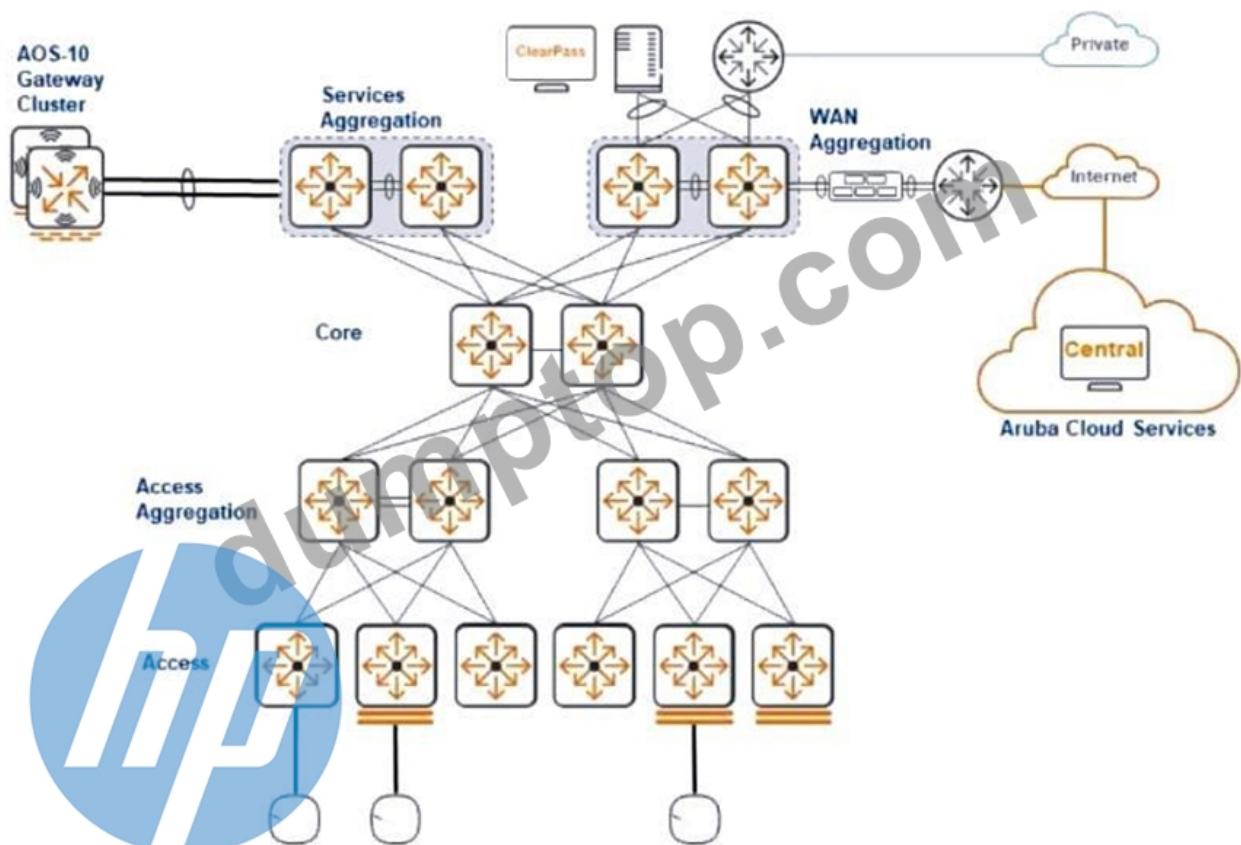 AOS-10
Gateway
Cluster
Services
Aggregation
ClearPass
Private
WAN
Aggregation
Internet
Core
Central
Aruba Cloud Services
Access
Aggregation
Access
hp
dumptop.com